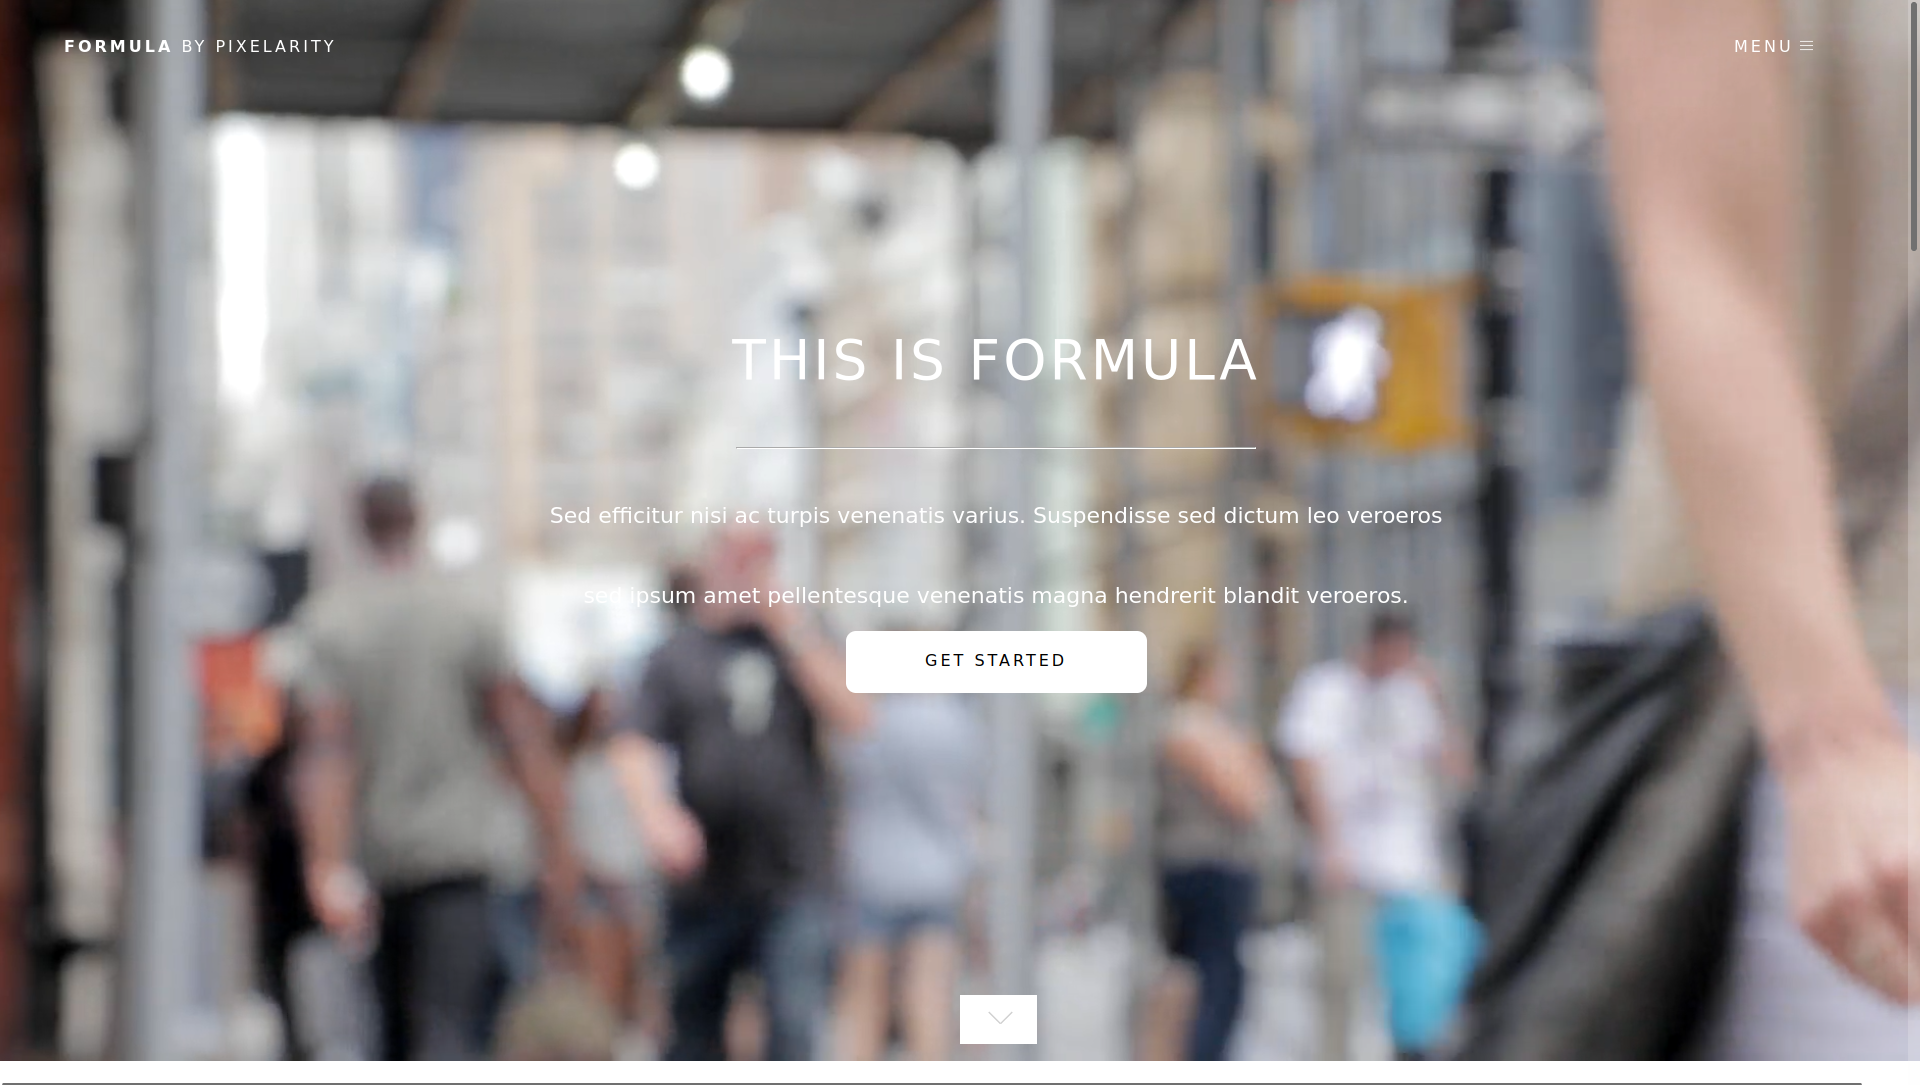 FORMULA BY PIXELARITY
MENU
THIS IS FORMULA
Sed efficitur nisi ac turpis venenatis varius. Suspendisse sed dictum leo veroeros
sed ipsum amet pellentesque venenatis magna hendrerit blandit veroeros.
GET STARTED